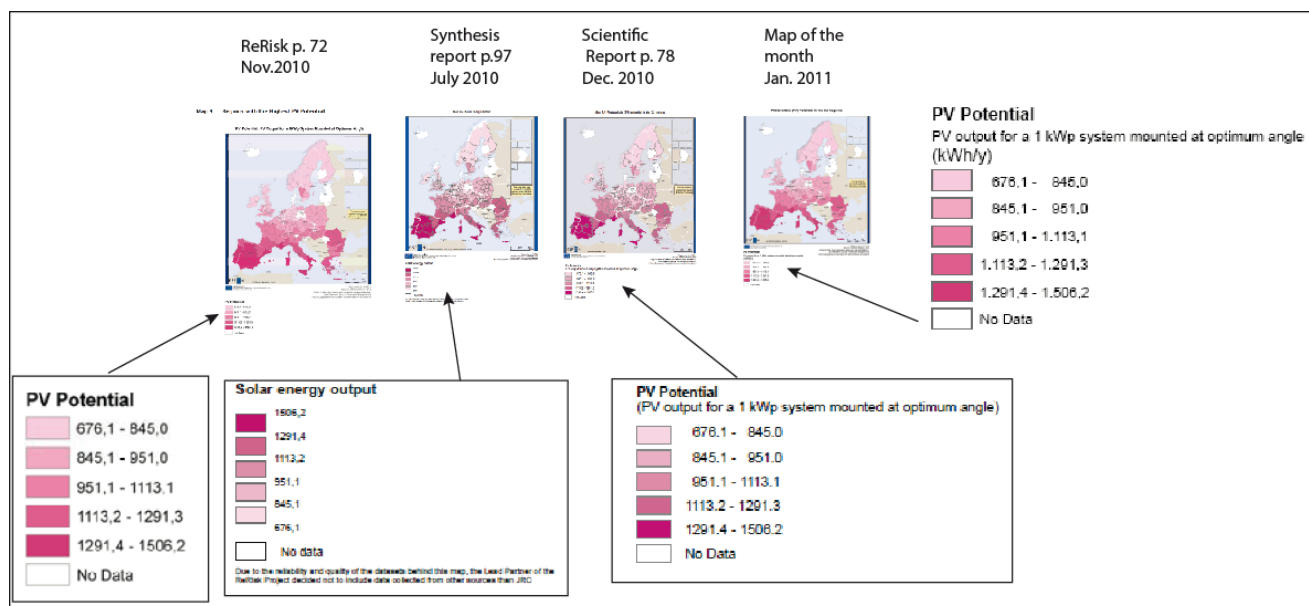 ReRisk p. 72
Nov.2010
Synthesis
report p.97
July 2010
Scientific
Report p. 78
Dec. 2010
Map of the
month
Jan. 2011
PV Potential
PV output for a 1 kWp system mounted at optimum angle
(kWh/y)
676,1 - 845,0
845,1 - 951,0
951,1 - 1.113,1
1.113,2 - 1.291,3
1.291,4 - 1.506,2
No Data
PV Potential
676,1 - 845,0
845,1 - 951,0
951,1 - 1113,1
1113,2 - 1291,3
1291,4 - 1506,2
No Data
Solar energy output
1506,2
1291,4
1113,2
951,1
845,1
676,1
No data
Due to the reliability and quality of the datasets behind this map, the Lead Partner of the
ReRisk Project decided not to include data collected from other sources than JRC
PV Potential
(PV output for a 1 kWp system mounted at optimum angle)
676.1 - 845.0
845.1 - 951.0
951.1 - 1113.1
1113.2 - 1291.3
1291.4 - 1506.2
No Data